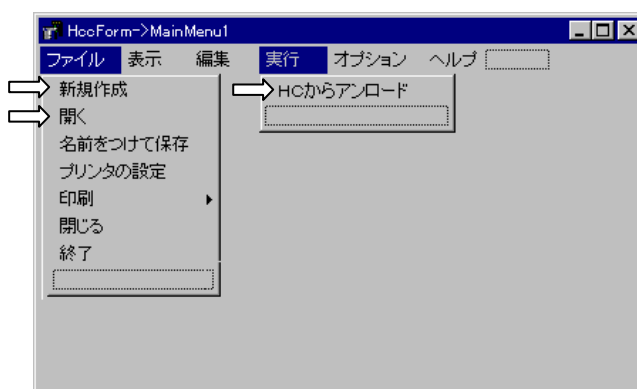 HccForm->MainMenu1
ファイル 表示 編集 実行 オプション ヘルプ
新規作成
開く
名前をつけて保存
プリンタの設定
印刷
閉じる
終了
HCからアンロード